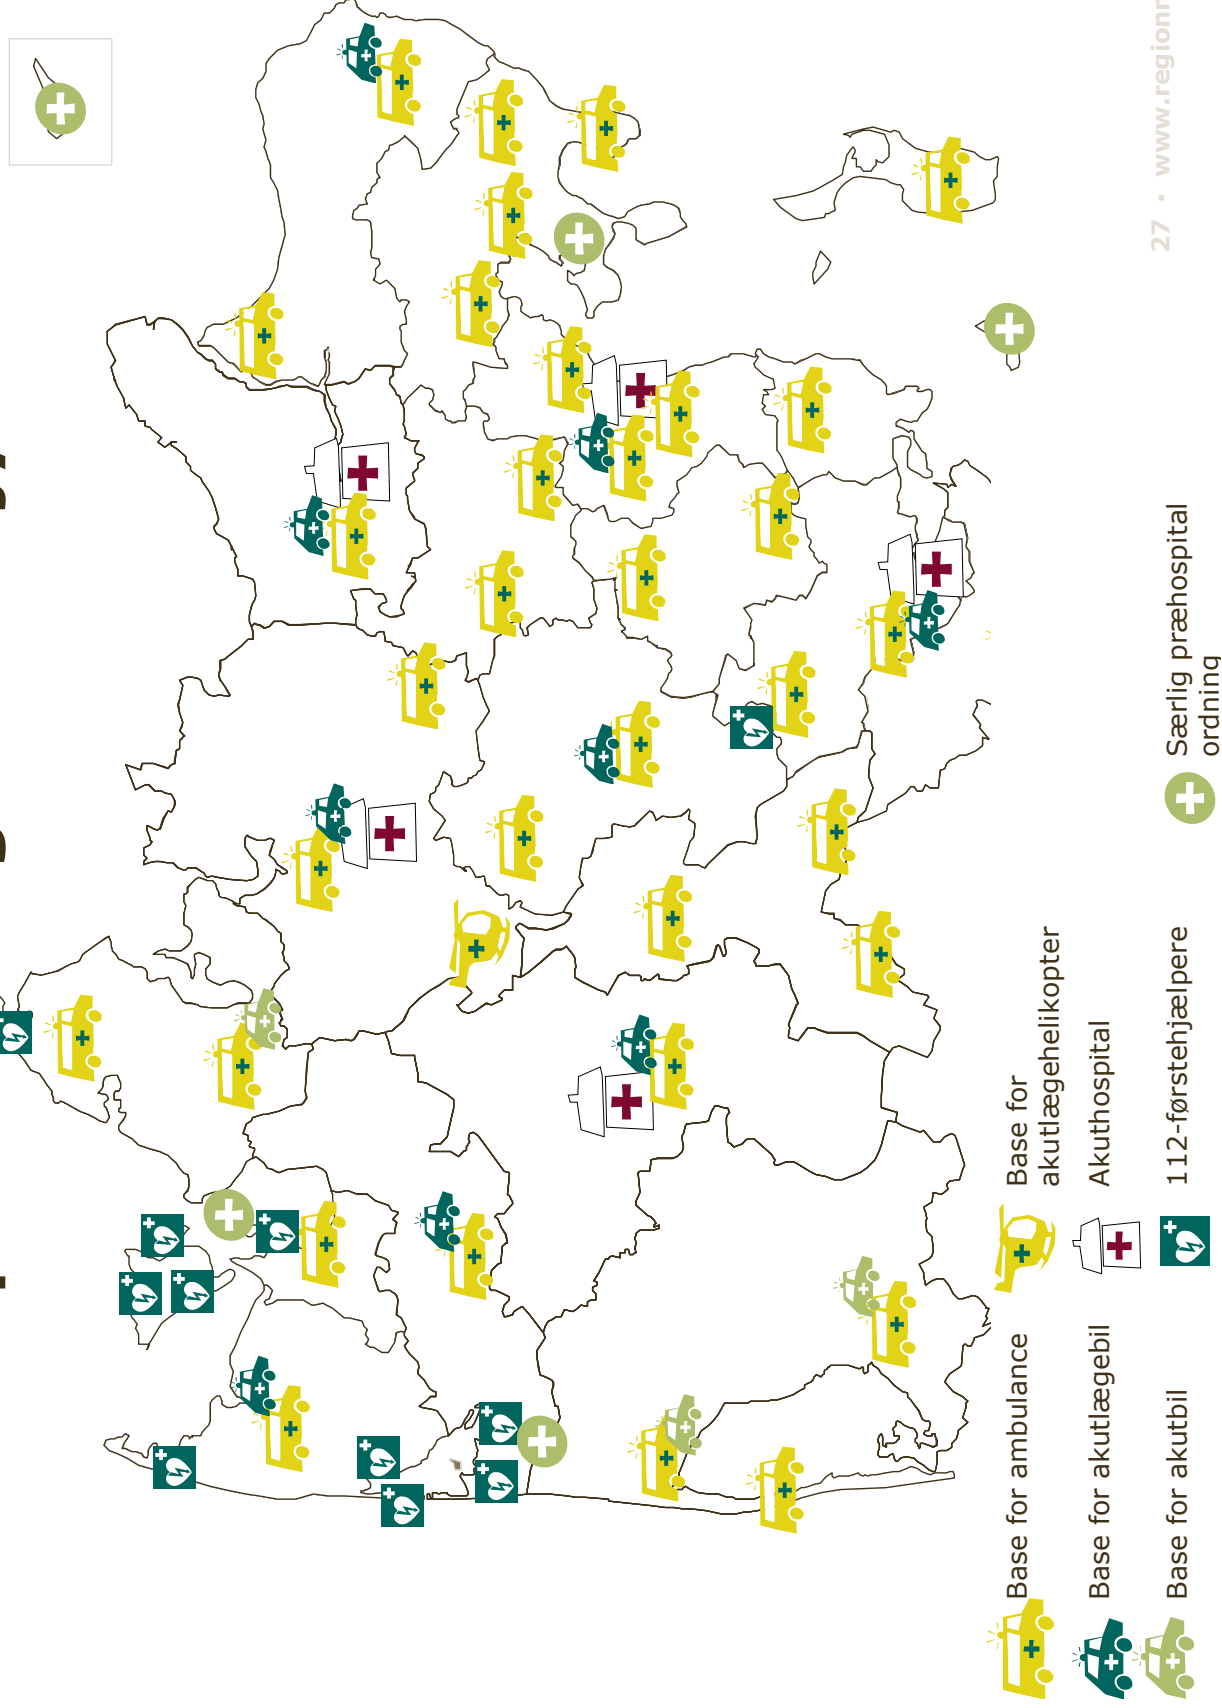 Base for ambulance
Base for akutlægebil
Base for akutbil
Base for
akutlægehelikopter
Akuthospital
112-førstehjælpere
Særlig præhospital
ordning
27 · www.regionn